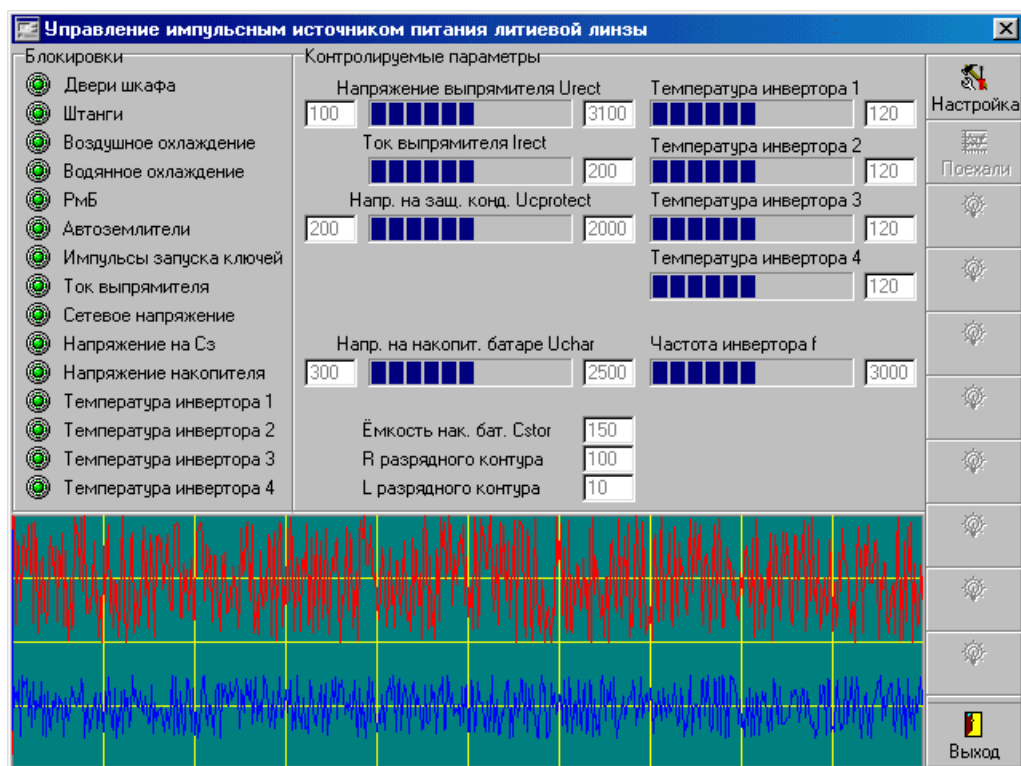 Управление импульсным источником питания литиевой линзы
Блокировки
Двери шкафа
Штанги
Воздушное охлаждение
Водянное охлаждение
РмБ
Автоземлители
Импульсы запуска ключей
Ток выпрямителя
Сетевое напряжение
Напряжение на Сз
Напряжение накопителя
Температура инвертора 1
Температура инвертора 2
Температура инвертора 3
Температура инвертора 4
Контролируемые параметры
Напряжение выпрямителя Urect
100 3100
Ток выпрямителя Irect
200
Напр. на защ. конд. Ucprotect
200 2000
Напр. на накопит. батаре Uchar
300 2500
Ёмкость нак. бат. Cstor 150
R разрядного контура 100
L разрядного контура 10
Температура инвертора 1
120
Температура инвертора 2
120
Температура инвертора 3
120
Температура инвертора 4
120
Частота инвертора f
3000
Настройка
Поехали
Выход